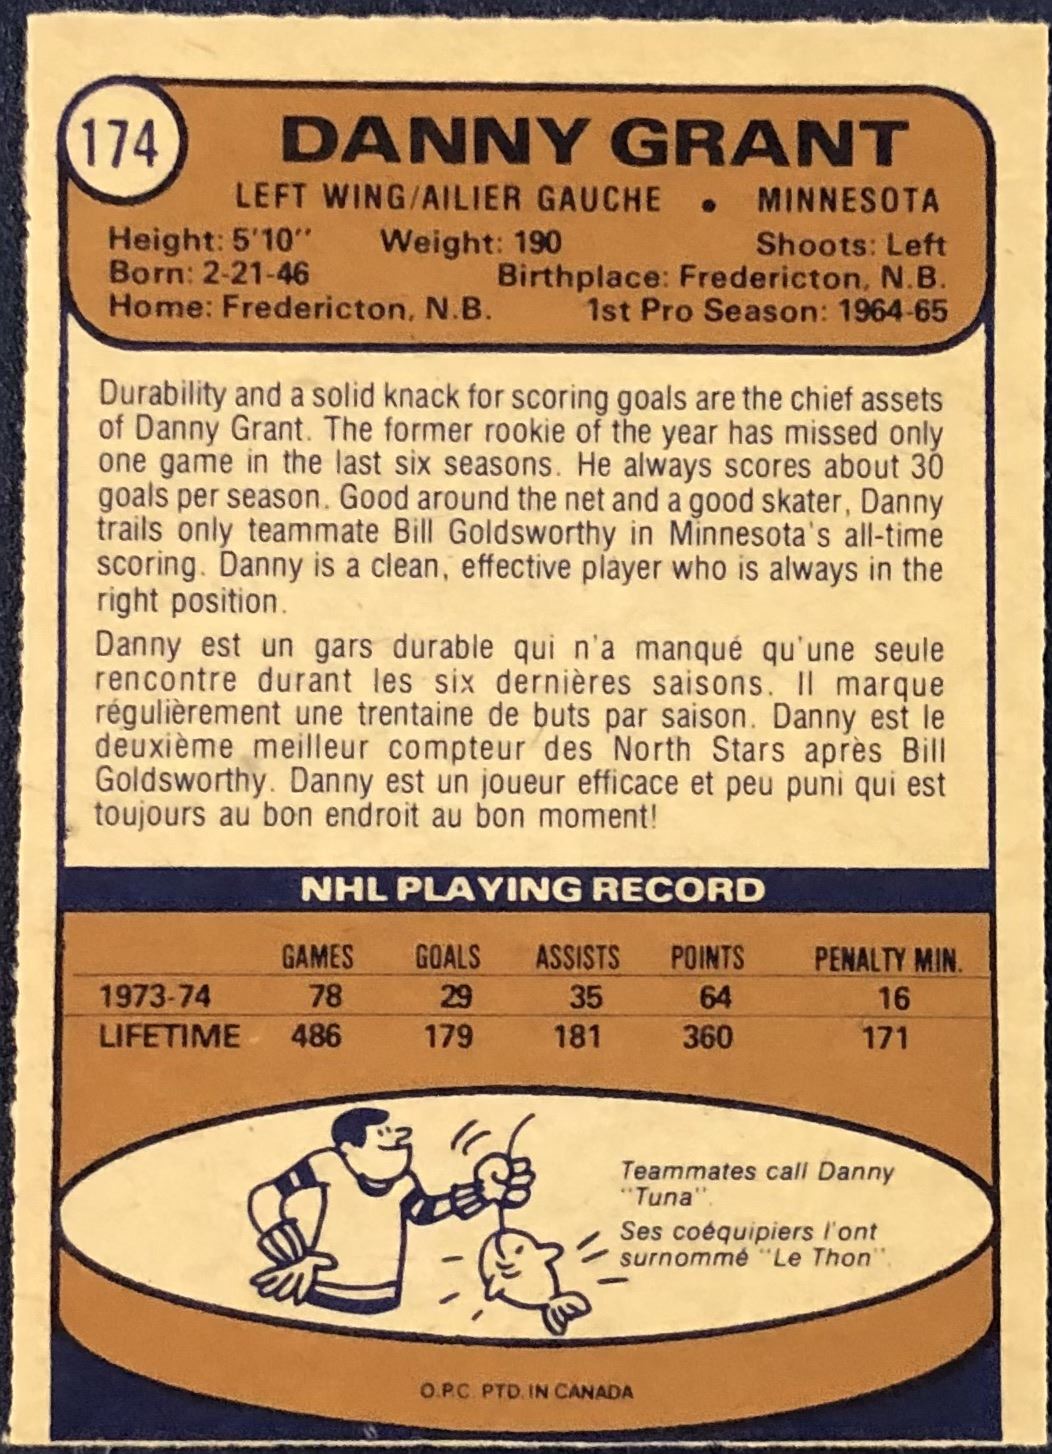 174
DANNY GRANT
LEFT WING/AILIER GAUCHE • MINNESOTA
Height: 5'10" Weight: 190 Shoots: Left
Born: 2-21-46 Birthplace: Fredericton, N.B.
Home: Fredericton, N.B. 1st Pro Season: 1964-65
Durability and a solid knack for scoring goals are the chief assets
of Danny Grant. The former rookie of the year has missed only
one game in the last six seasons. He always scores about 30
goals per season. Good around the net and a good skater, Danny
trails only teammate Bill Goldsworthy in Minnesota's all-time
scoring. Danny is a clean, effective player who is always in the
right position.
Danny est un gars durable qui n'a manqué qu'une seule
rencontre durant les six dernières saisons. Il marque
régulièrement une trentaine de buts par saison. Danny est le
deuxième meilleur compteur des North Stars après Bill
Goldsworthy. Danny est un joueur efficace et peu puni qui est
toujours au bon endroit au bon moment!
NHL PLAYING RECORD
GAMES GOALS ASSISTS POINTS PENALTY MIN.
1973-74 78 29 35 64 16
LIFETIME 486 179 181 360 171
Teammates call Danny
"Tuna".
Ses coéquipiers l'ont
surnommé "Le Thon".
O.P.C. PTD. IN CANADA